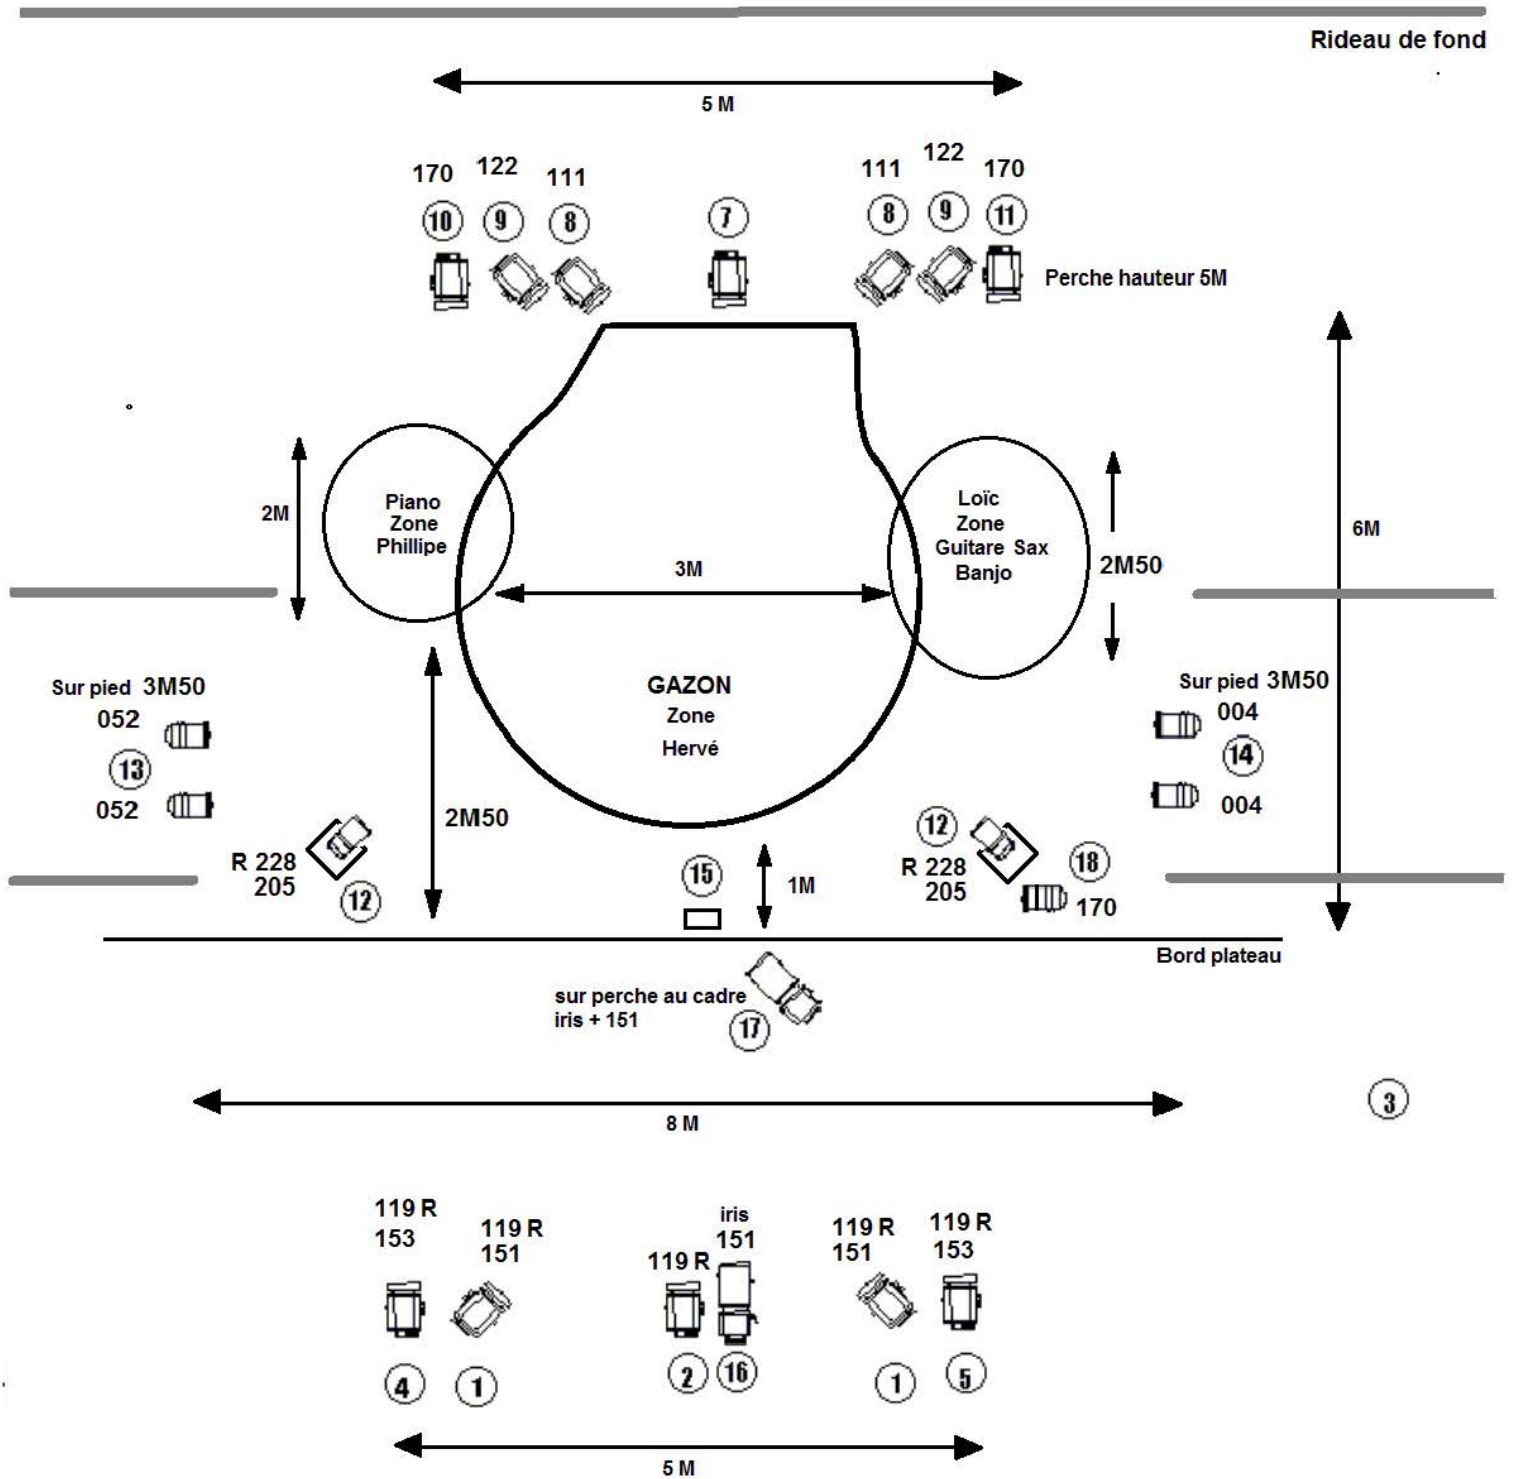 Rideau de fond
5 M
170
122
111
111
122
170
10
9
8
7
8
9
11
Perche hauteur 5M
2M
Piano
Zone
Phillipe
3M
Loïc
Zone
Guitare Sax
Banjo
2M50
6M
GAZON
Zone
Hervé
Sur pied 3M50
052
13
052
Sur pied 3M50
004
14
004
2M50
R 228
205
12
15
1M
12
R 228
205
18
170
Bord plateau
sur perche au cadre
iris + 151
17
8 M
3
119 R
153
119 R
151
119 R
iris
151
119 R
151
119 R
153
4
1
2
16
1
5
5 M